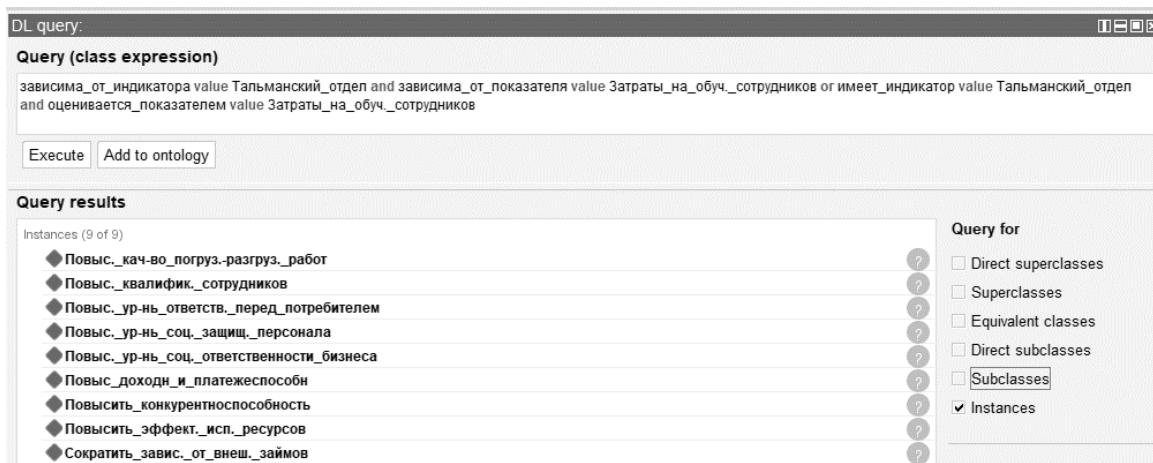 DL query:
Query (class expression)
зависима_от_индикатора value Тальманский_отдел and зависима_от_показателя value Затраты_на_обуч._сотрудников or имеет_индикатор value Тальманский_отдел
and оценивается_показателем value Затраты_на_обуч._сотрудников
Execute Add to ontology
Query results
Instances (9 of 9)
Query for
Повыс._кач-во_погруз.-разгруз._работ
Direct superclasses
Повыс._квалифик._сотрудников
Superclasses
Повыс._ур-нь_ответств._перед_потребителем
Equivalent classes
Повыс._ур-нь_соц._защищ._персонала
Direct subclasses
Повыс._ур-нь_соц._ответственности_бизнеса
Subclasses
Повыс_доходн_и_платежеспособн
Instances
Повысить_конкурентноспособность
Повысить_эффект._исп._ресурсов
Сократить_завис._от_внеш._займов